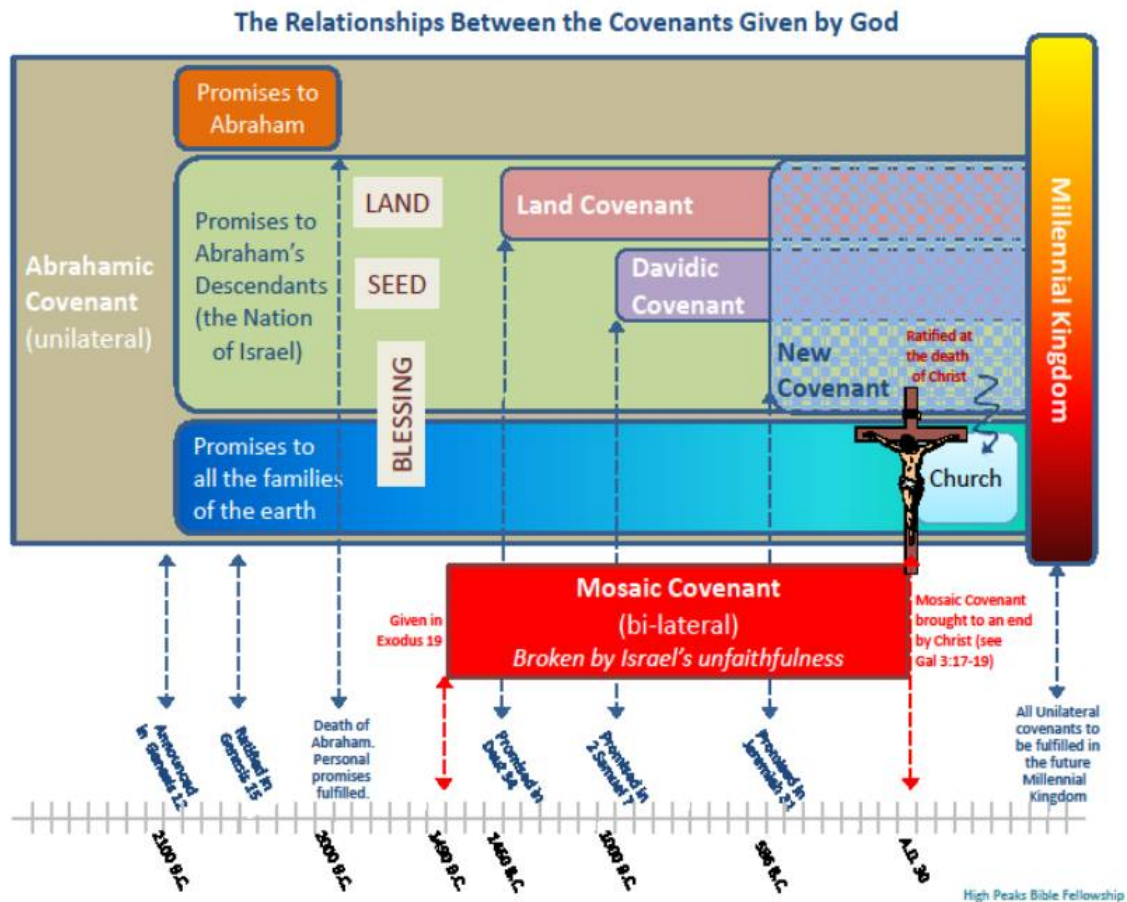 The Relationships Between the Covenants Given by God
Promises to
Abraham
Abrahamic
Covenant
(unilateral)
Promises to
Abraham's
Descendants
(the Nation
of Israel)
LAND
SEED
BLESSING
Land Covenant
Davidic
Covenant
New
Covenant
Ratified at
the death
of Christ
Millennial Kingdom
Promises to
all the families
of the earth
Church
Given in
Exodus 19
Mosaic Covenant
(bi-lateral)
Broken by Israel's unfaithfulness
Mosaic Covenant
brought to an end
by Christ (see
Gal 3:17-19)
Announced
in Genesis 12
Ratified in
Genesis 15
Death of
Abraham.
Personal
promises
fulfilled.
Promised in
Promised in
2 Samuel 7
Promised in
Jeremiah 31
All Unilateral
covenants to
be fulfilled in
the future
Millennial
Kingdom
2100 B.C.
2000 B.C.
1450 B.C.
1000 B.C.
586 B.C.
A.D. 30
High Peaks Bible Fellowship